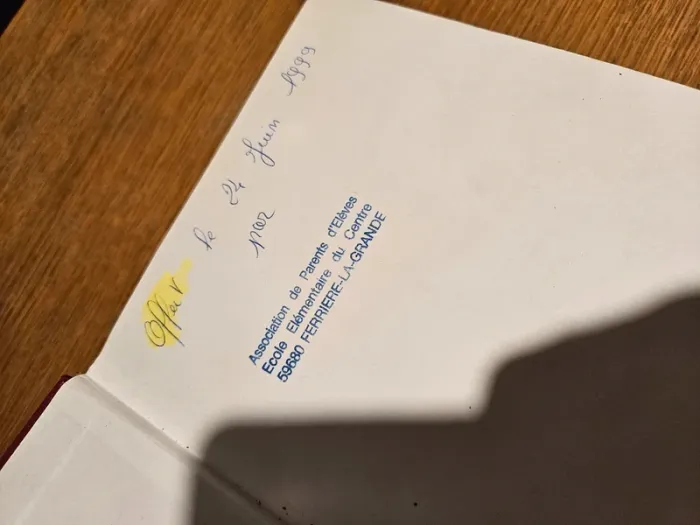 Offert le 24 Juin 1999
par
Association de Parents d'Elèves
Ecole Elémentaire du Centre
59680 FERRIERE-LA-GRANDE